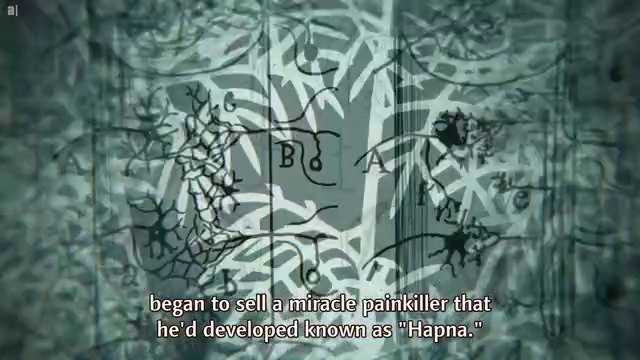 a|
C
A
B
A
e
b
began to sell a miracle painkiller that
he'd developed known as "Hapna."